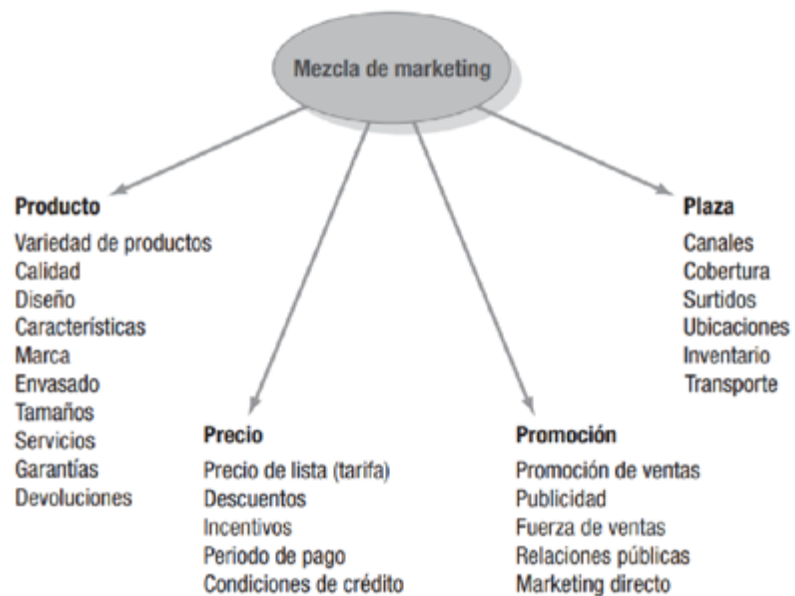 Mezcla de marketing
Producto
Variedad de productos
Calidad
Diseño
Características
Marca
Envasado
Tamaños
Servicios
Garantías
Devoluciones
Precio
Precio de lista (tarifa)
Descuentos
Incentivos
Periodo de pago
Condiciones de crédito
Promoción
Promoción de ventas
Publicidad
Fuerza de ventas
Relaciones públicas
Marketing directo
Plaza
Canales
Cobertura
Surtidos
Ubicaciones
Inventario
Transporte